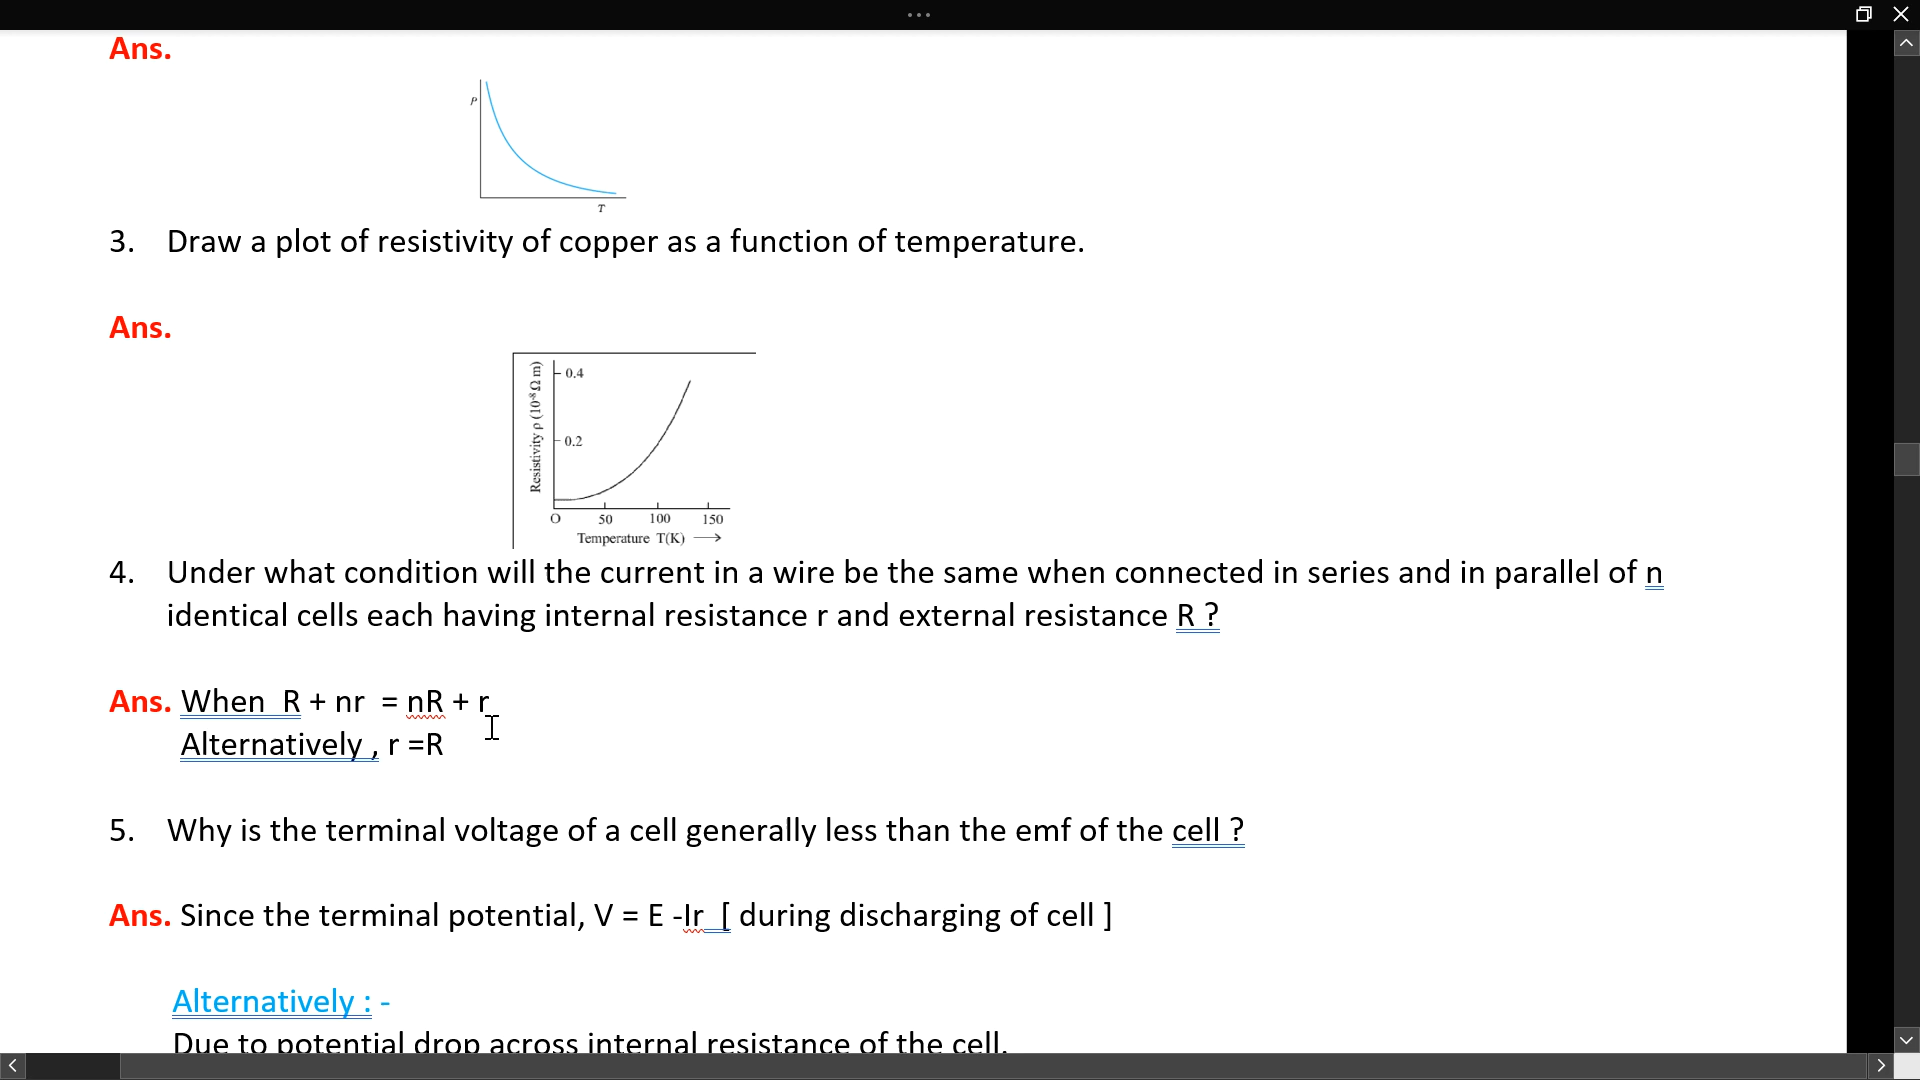 Ans.
ρ
T
3. Draw a plot of resistivity of copper as a function of temperature.
Ans.
Resistivity ρ (10⁻⁸ Ω m)
0.4
0.2
O 50 100 150
Temperature T(K) →
4. Under what condition will the current in a wire be the same when connected in series and in parallel of n
identical cells each having internal resistance r and external resistance R ?
Ans. When R + nr = nR + r
Alternatively , r =R
5. Why is the terminal voltage of a cell generally less than the emf of the cell ?
Ans. Since the terminal potential, V = E -Ir [ during discharging of cell ]
Alternatively : -
Due to potential drop across internal resistance of the cell.